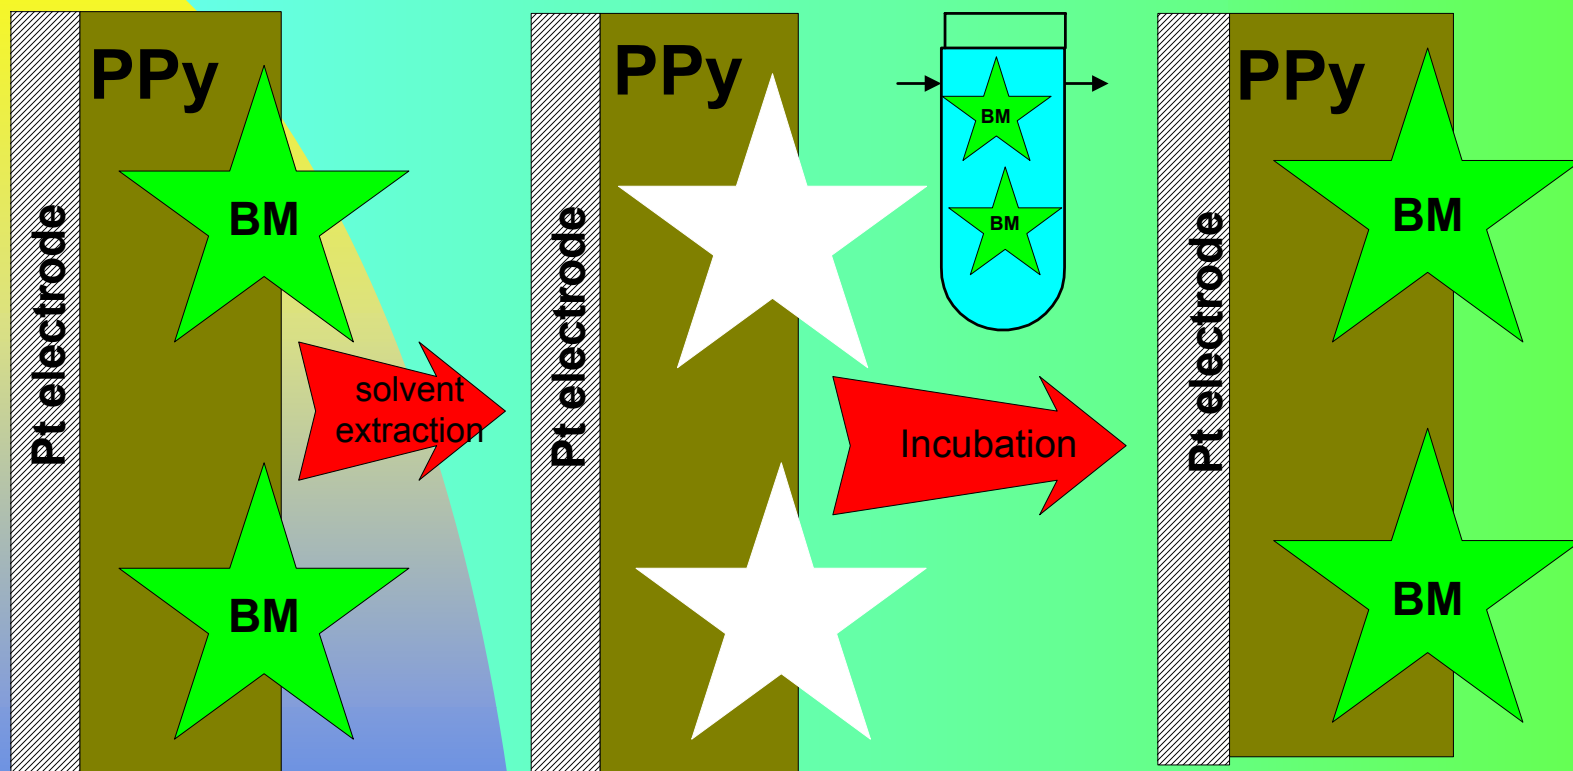 PPy
BM
BM
Pt electrode
solvent
extraction
PPy
Pt electrode
BM
BM
Incubation
PPy
BM
BM
Pt electrode